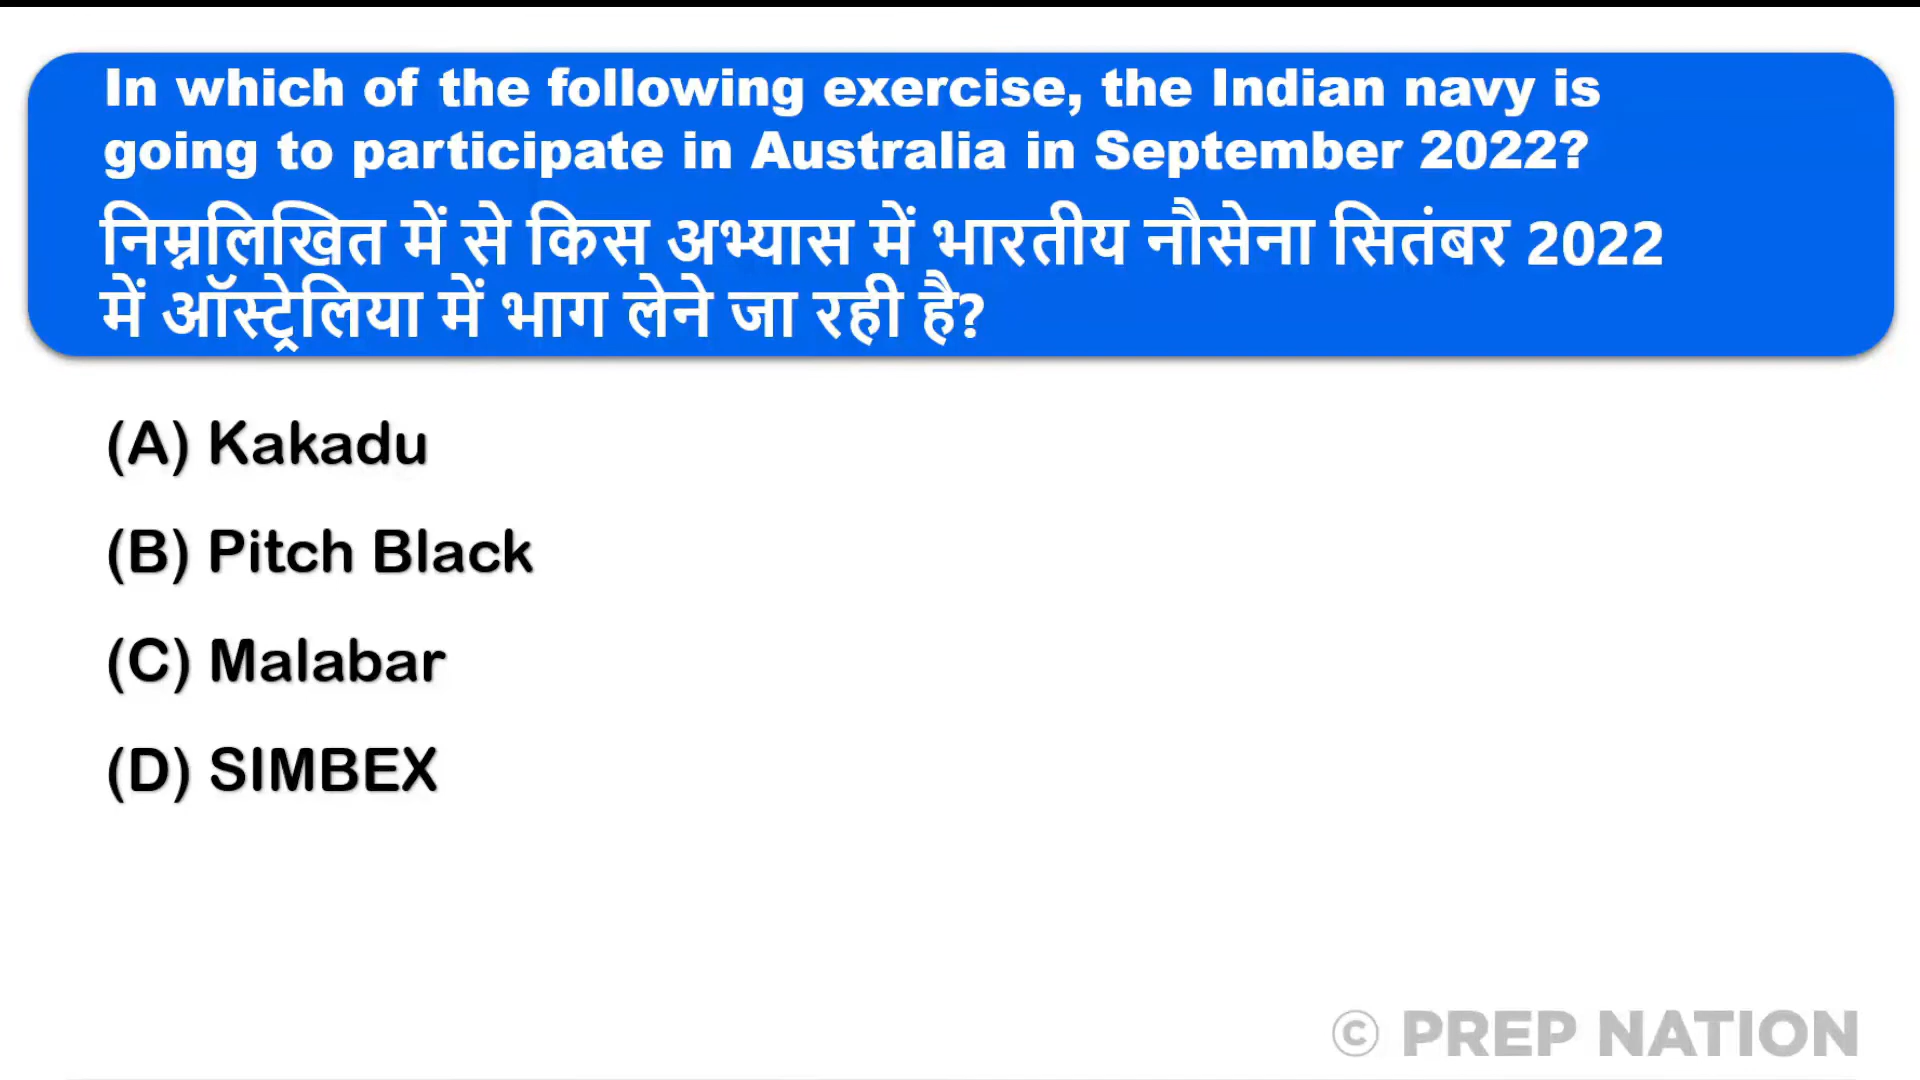 In which of the following exercise, the Indian navy is
going to participate in Australia in September 2022?
निम्नलिखित में से किस अभ्यास में भारतीय नौसेना सितंबर 2022
में ऑस्ट्रेलिया में भाग लेने जा रही है?
(A) Kakadu
(B) Pitch Black
(C) Malabar
(D) SIMBEX
© PREP NATION